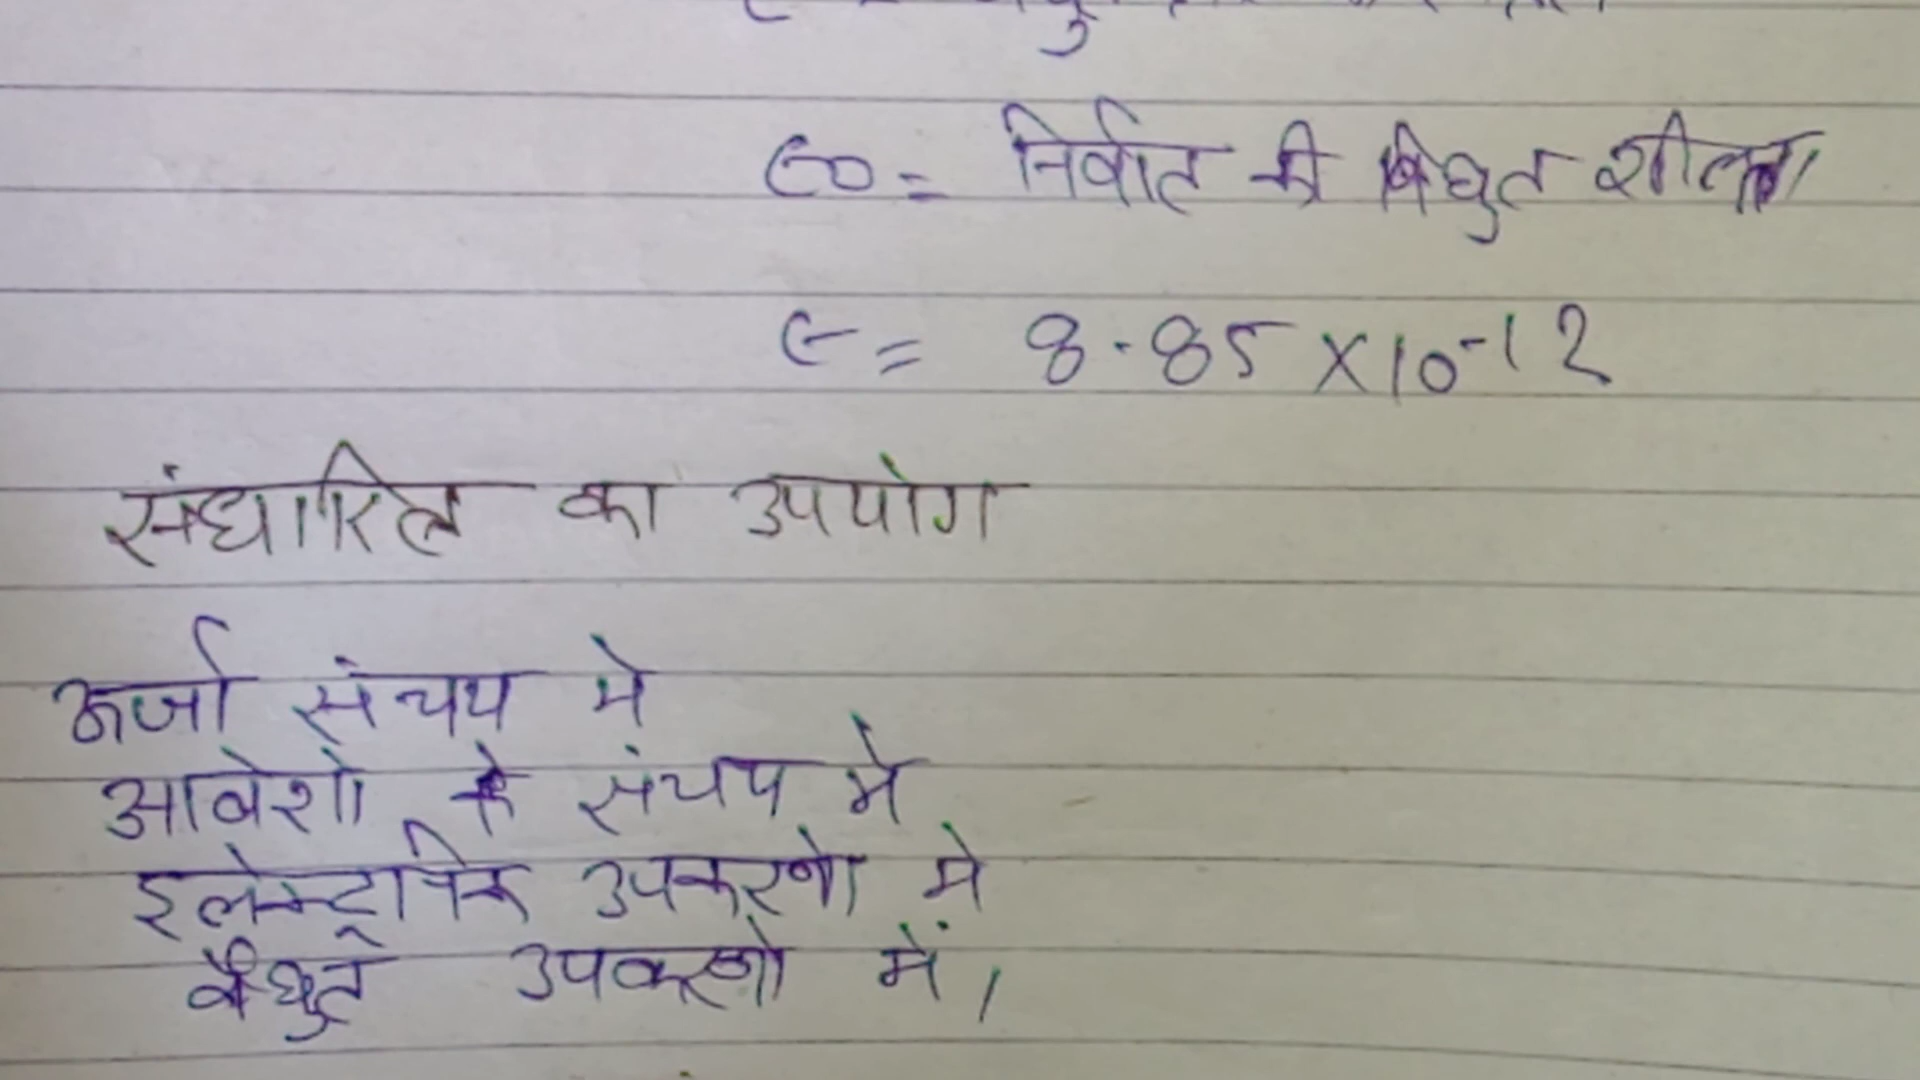 ϵ0 = निर्वात की विधुत शीलता
ϵ = 8.85 × 10^-12
संधारित्र का उपयोग
ऊर्जा संचय मे
आवेशो के संचय मे
इलेक्ट्रानिक उपकरणो मे
वैधुत उपकरणो में।